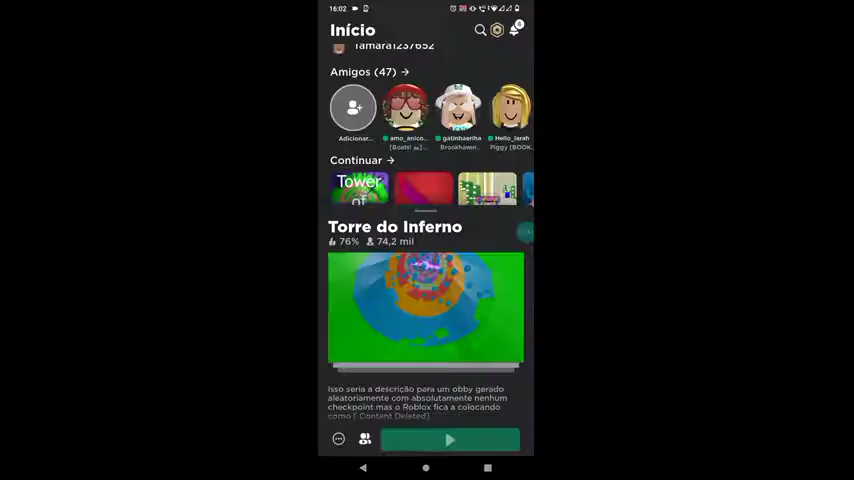 16:02
Início
8
Tamara1237652
Amigos (47) →
Adicionar...
amo_anico...
gatinhaeriha
Hello_larah
[Boats! ...]...
Brookhaven...
Piggy [BOOK...
Continuar →
Tower
of
Torre do Inferno
76% 74,2 mil
Isso seria a descrição para um obby gerado
aleatoriamente com absolutamente nenhum
checkpoint mas o Roblox fica a colocando
como [ Content Deleted]